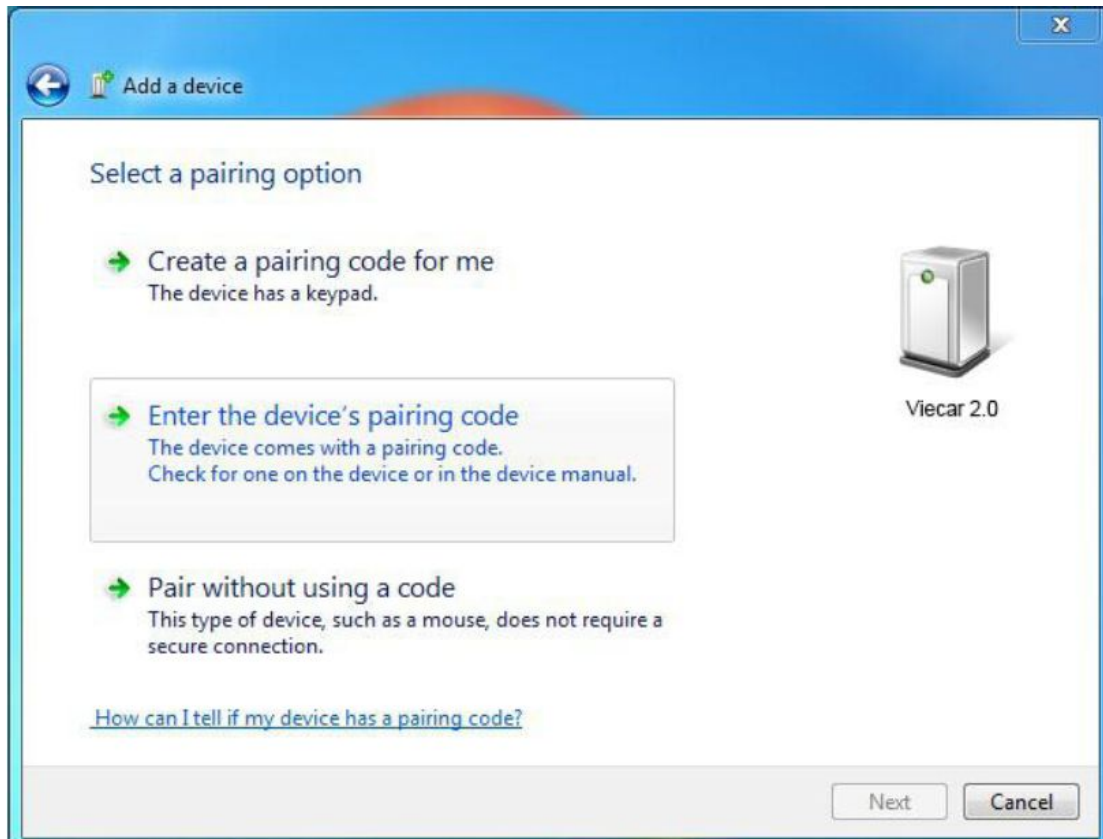 Add a device
Select a pairing option
Create a pairing code for me
The device has a keypad.
Enter the device's pairing code
The device comes with a pairing code.
Check for one on the device or in the device manual.
Viecar 2.0
Pair without using a code
This type of device, such as a mouse, does not require a
secure connection.
How can I tell if my device has a pairing code?
Next
Cancel